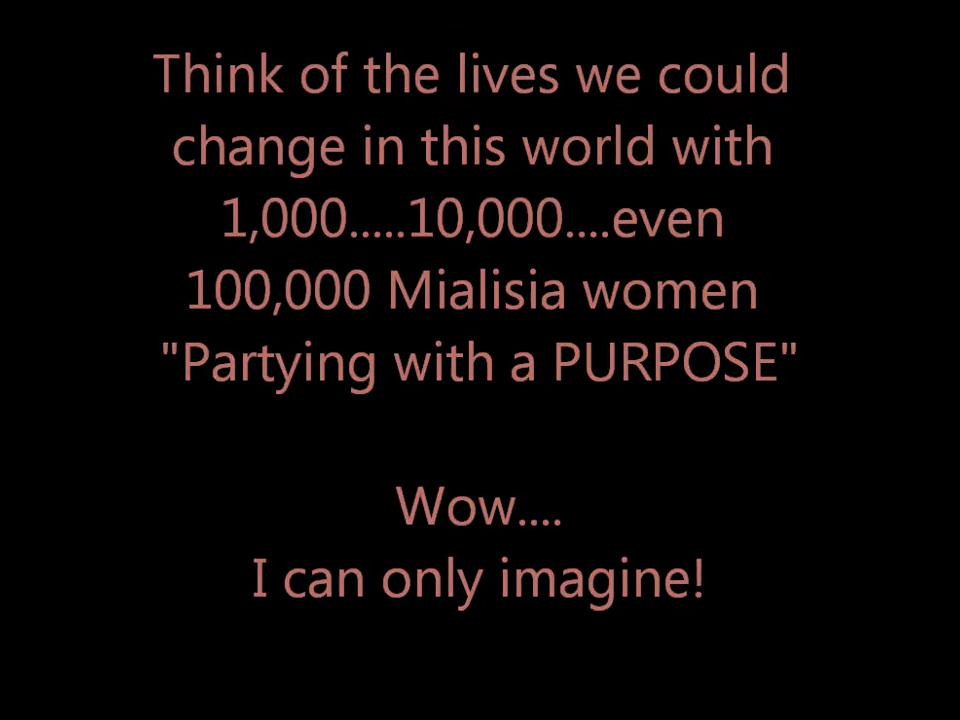 Think of the lives we could
change in this world with
1,000.....10,000....even
100,000 Mialisia women
"Partying with a PURPOSE"
Wow....
I can only imagine!